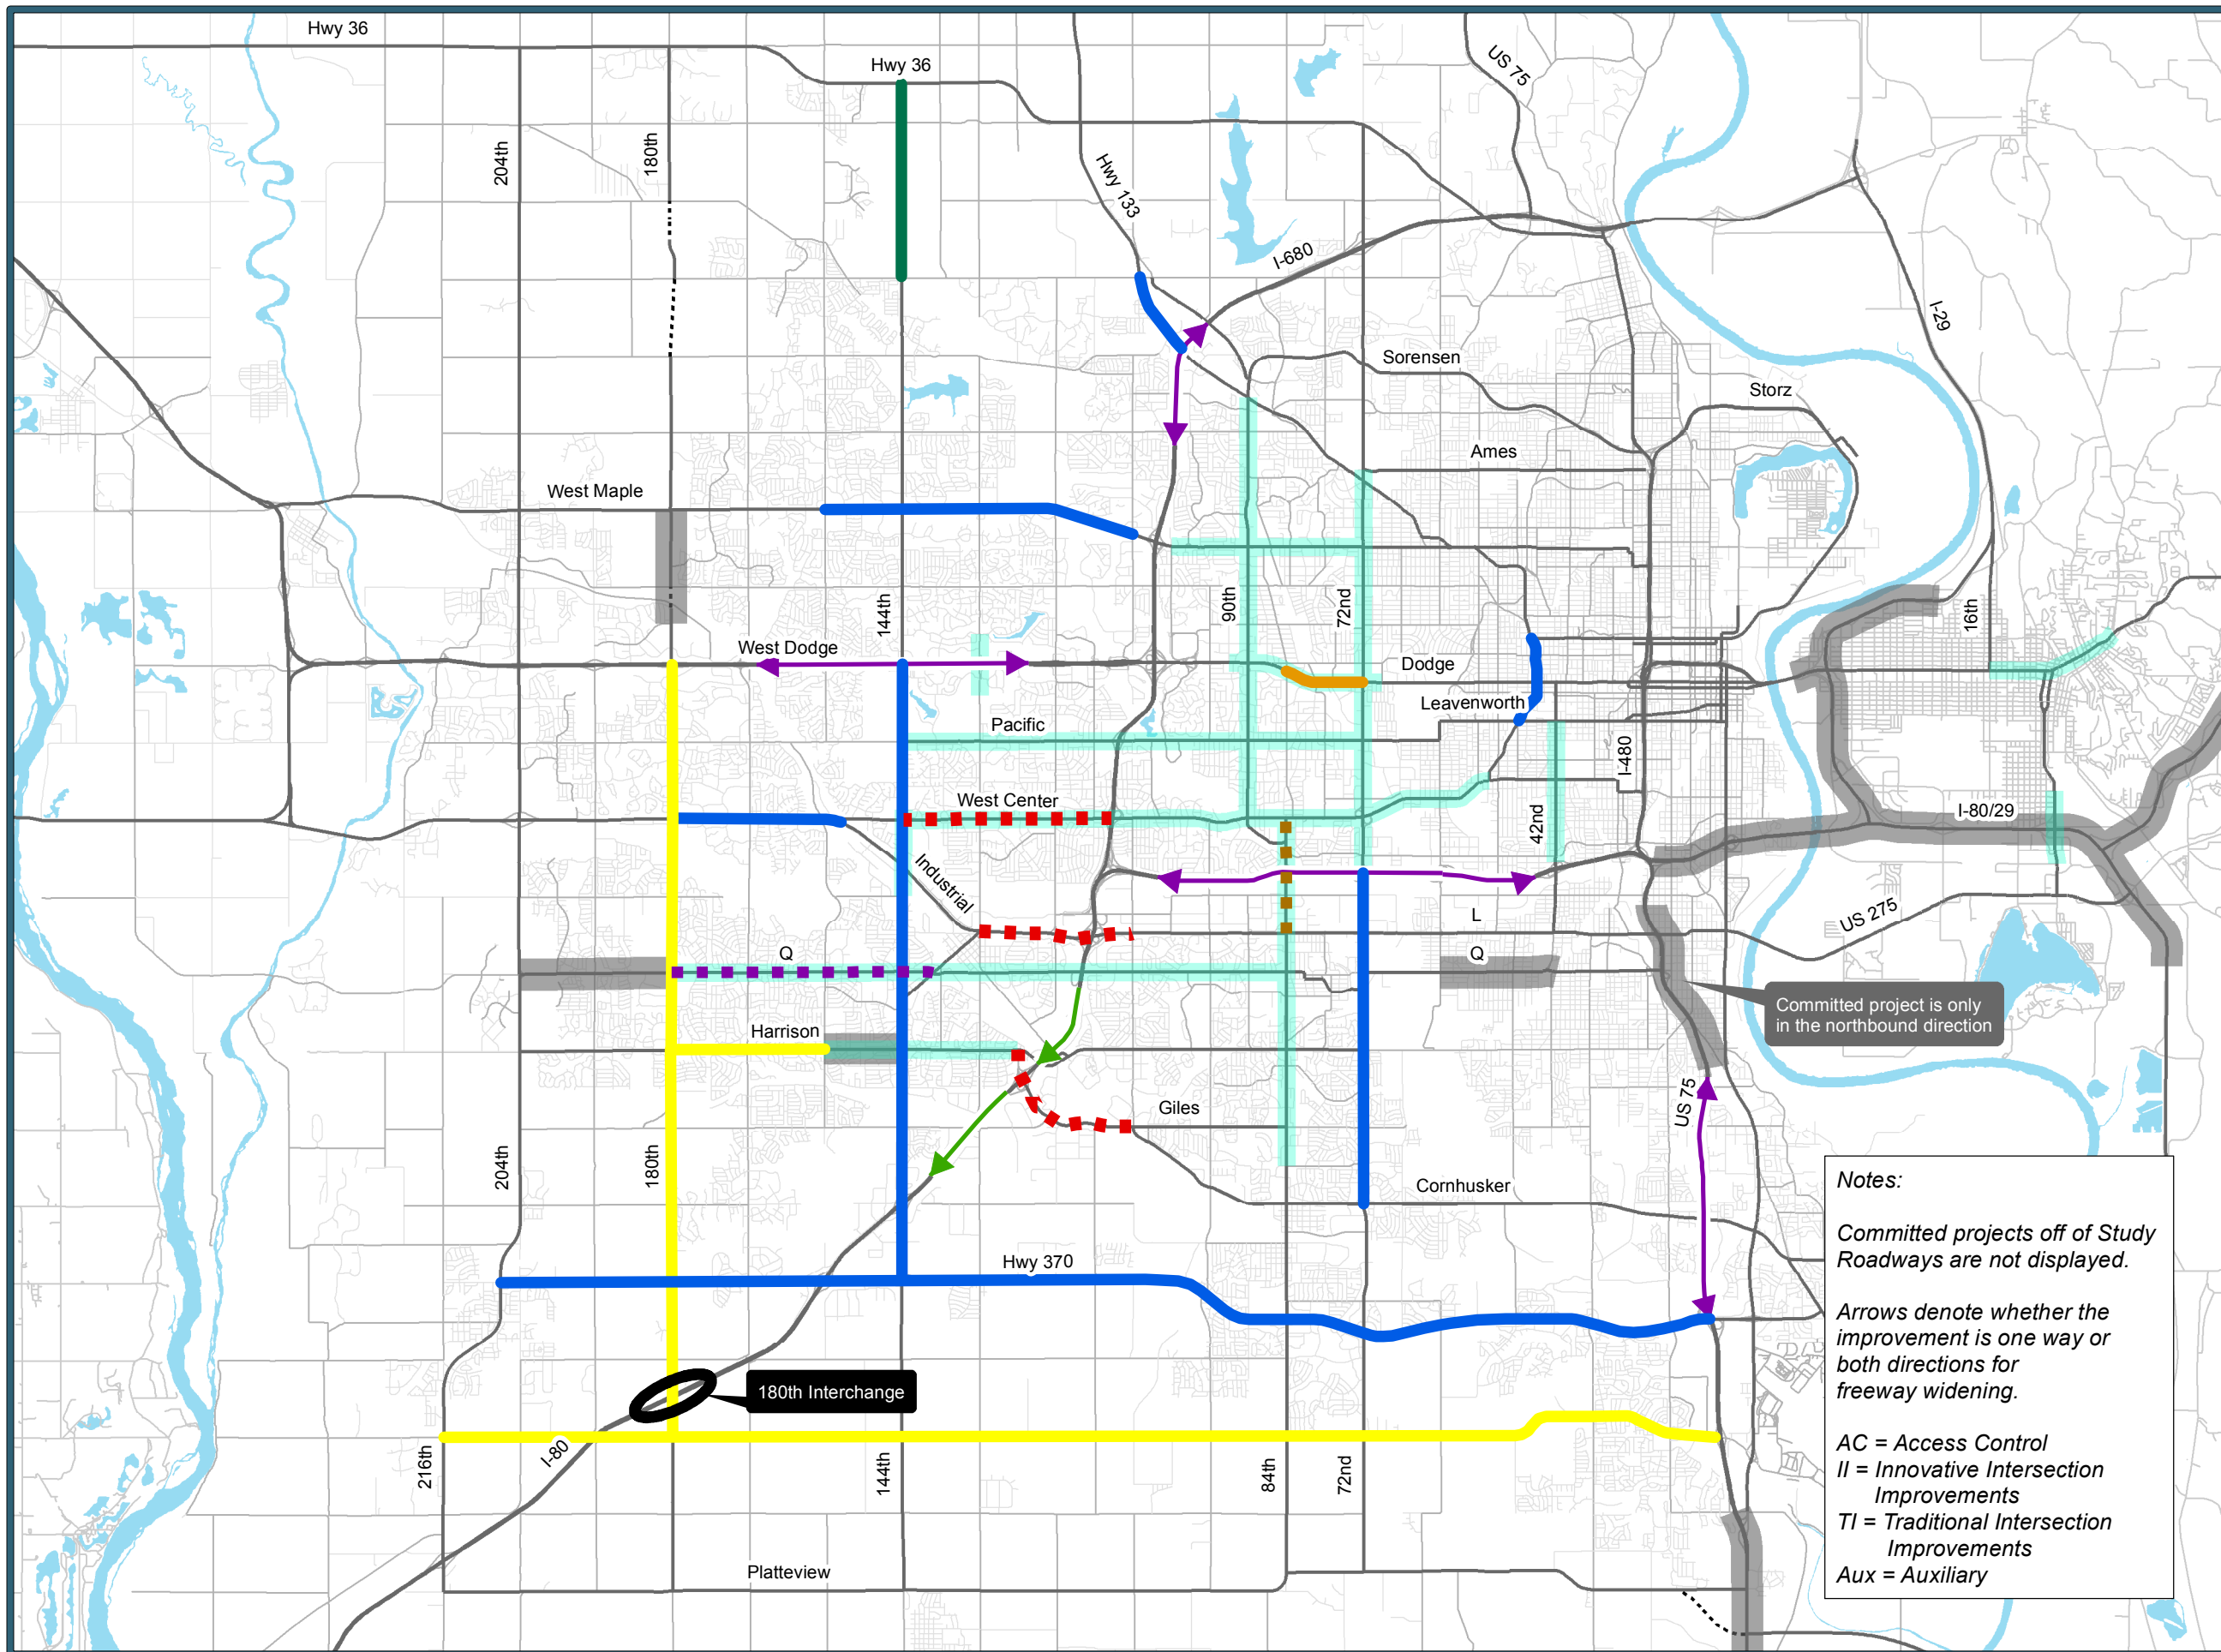 Hwy 36
Hwy 36
US 75
204th
180th
Hwy 133
I-680
I-29
Sorensen
Storz
Ames
West Maple
144th
90th
72nd
16th
West Dodge
Dodge
Leavenworth
Pacific
I-480
West Center
42nd
I-80/29
Industrial
L
US 275
Q
Q
Committed project is only
in the northbound direction
Harrison
Giles
US 75
204th
180th
Cornhusker
Hwy 370
180th Interchange
216th
I-80
144th
84th
72nd
Platteview
Notes:
Committed projects off of Study
Roadways are not displayed.
Arrows denote whether the
improvement is one way or
both directions for
freeway widening.
AC = Access Control
II = Innovative Intersection
Improvements
TI = Traditional Intersection
Improvements
Aux = Auxiliary